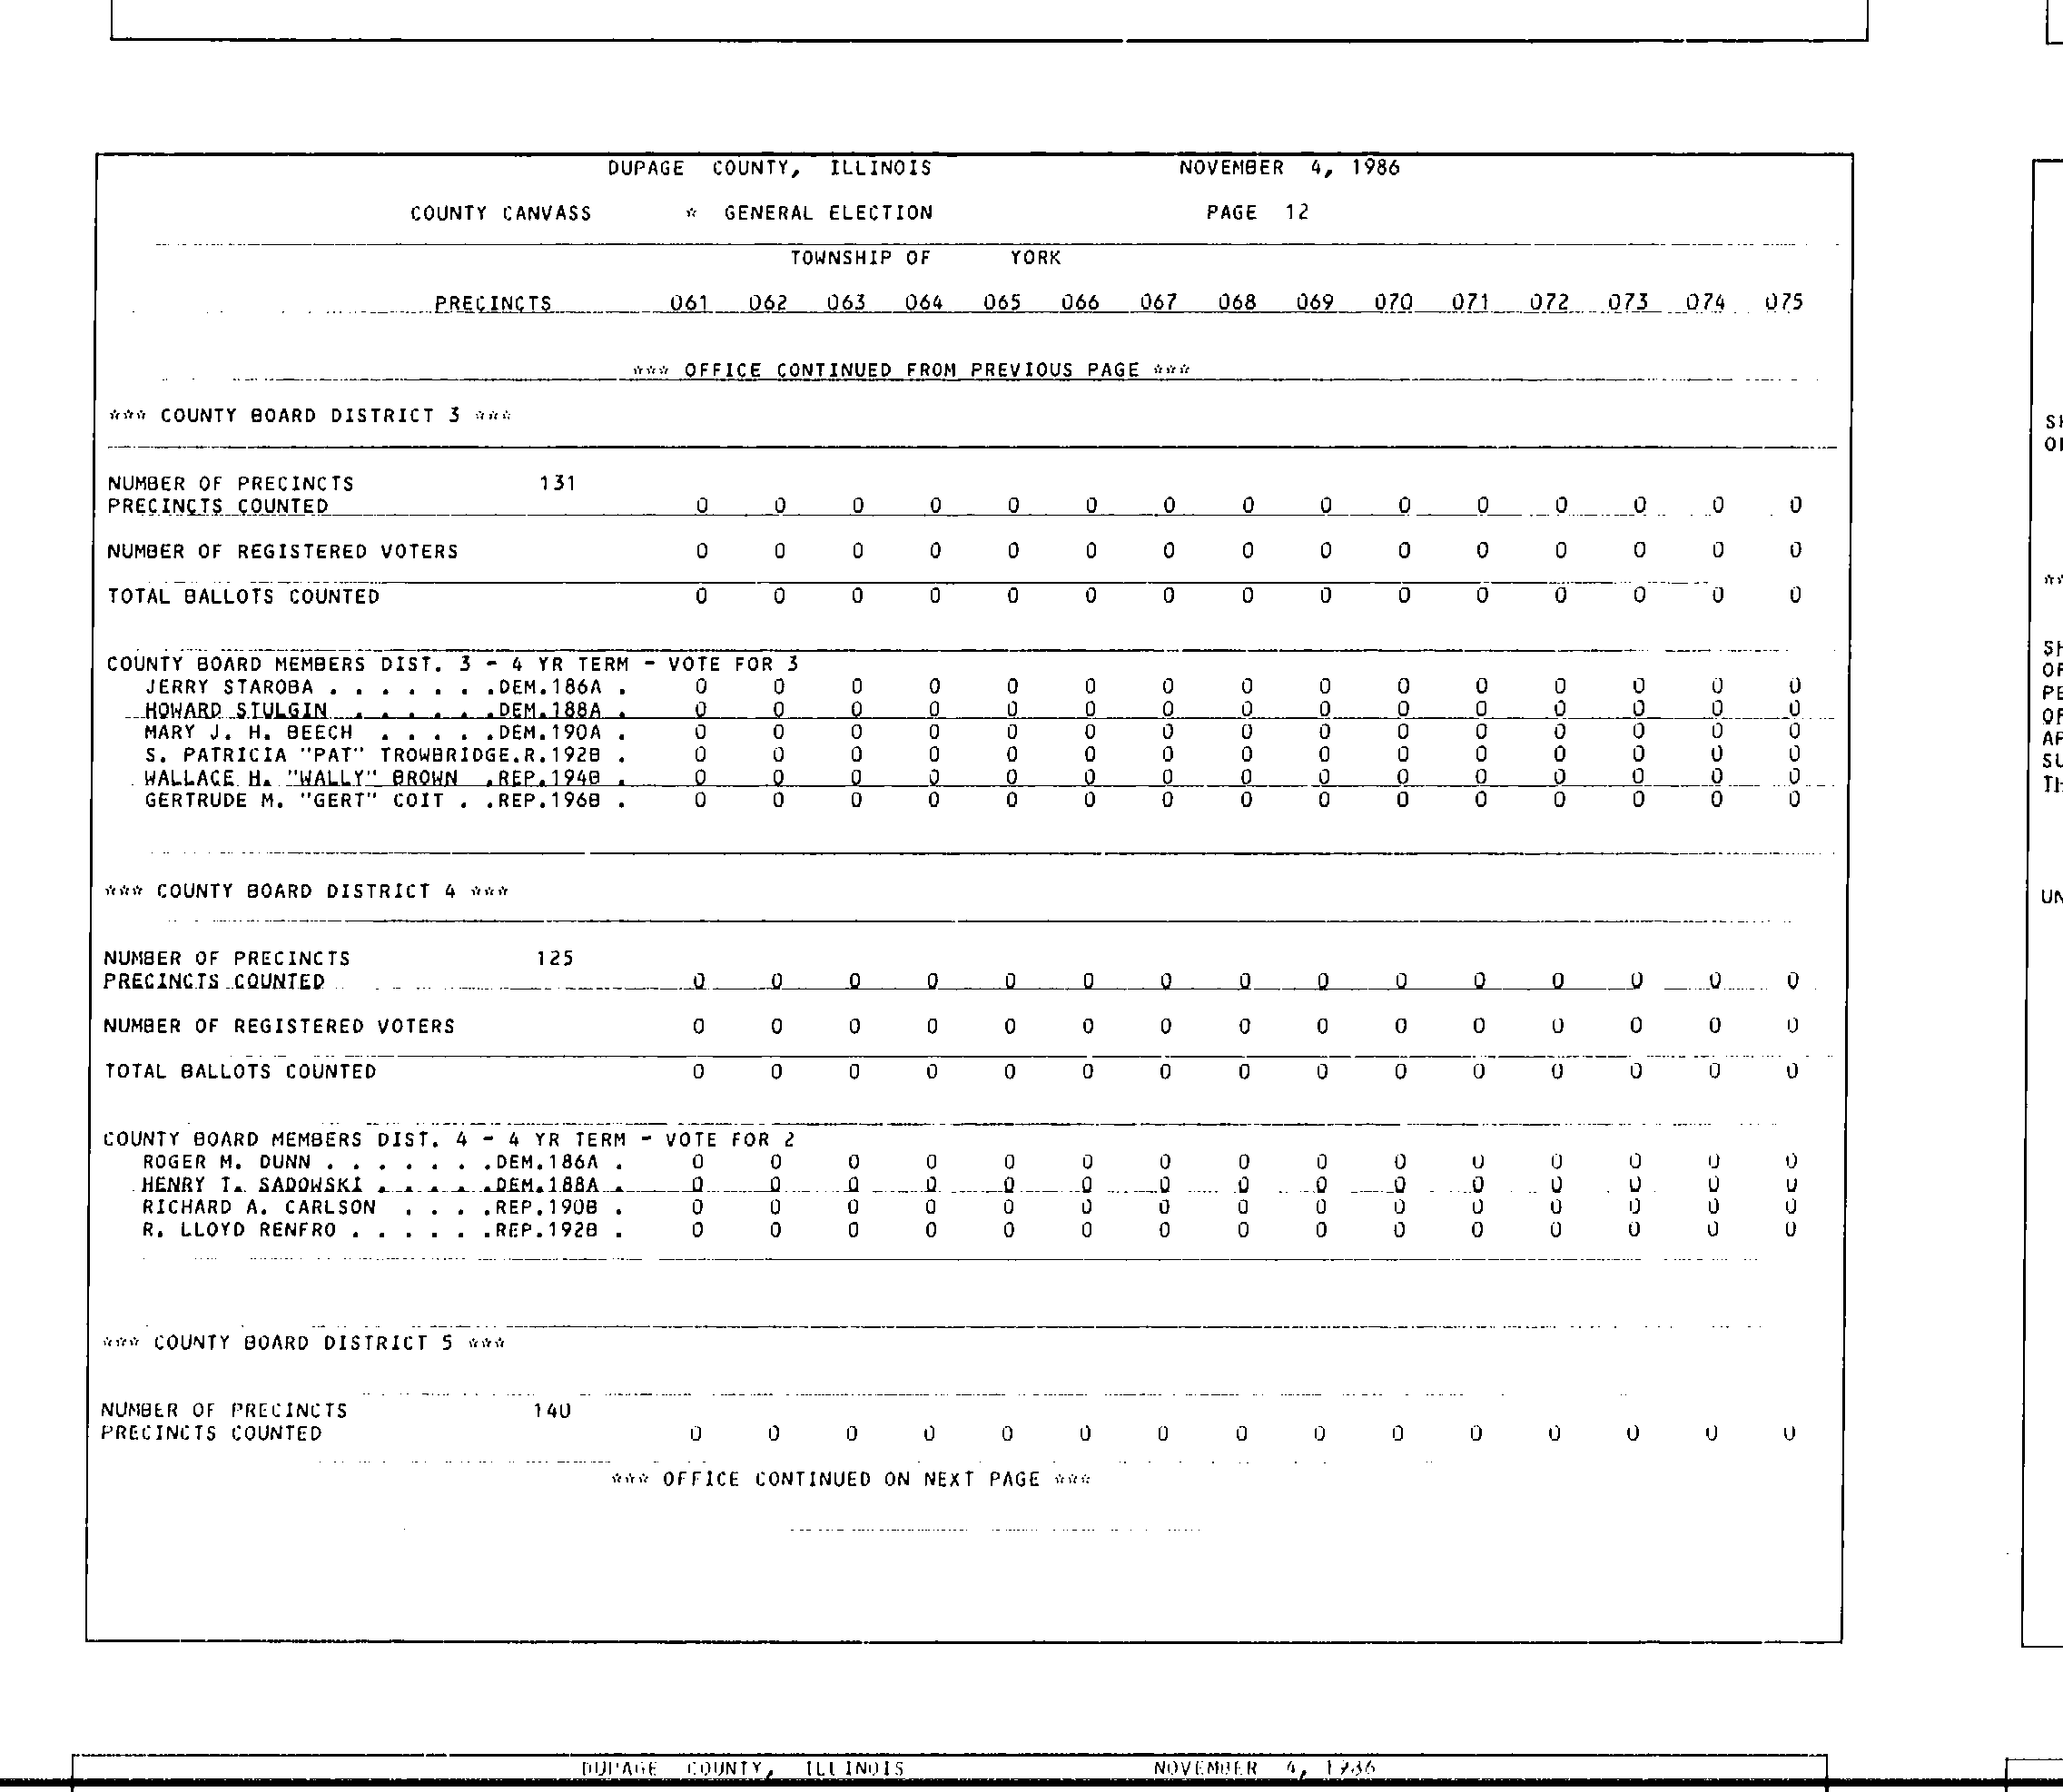 DUPAGE COUNTY, ILLINOIS NOVEMBER 4, 1986
COUNTY CANVASS * GENERAL ELECTION PAGE 12
TOWNSHIP OF YORK
PRECINCTS 061 062 063 064 065 066 067 068 069 070 071 072 073 074 075
*** OFFICE CONTINUED FROM PREVIOUS PAGE ***
*** COUNTY BOARD DISTRICT 3 ***
NUMBER OF PRECINCTS 131
PRECINCTS COUNTED 0 0 0 0 0 0 0 0 0 0 0 0 0 0 0
NUMBER OF REGISTERED VOTERS 0 0 0 0 0 0 0 0 0 0 0 0 0 0 0
TOTAL BALLOTS COUNTED 0 0 0 0 0 0 0 0 0 0 0 0 0 0 0
COUNTY BOARD MEMBERS DIST. 3 - 4 YR TERM - VOTE FOR 3
JERRY STAROBA . . . . . . .DEM.186A . 0 0 0 0 0 0 0 0 0 0 0 0 0 0 0
HOWARD STULGIN . . . . . .DEM.188A . 0 0 0 0 0 0 0 0 0 0 0 0 0 0 0
MARY J. H. BEECH . . . . .DEM.190A . 0 0 0 0 0 0 0 0 0 0 0 0 0 0 0
S. PATRICIA "PAT" TROWBRIDGE.R.192B . 0 0 0 0 0 0 0 0 0 0 0 0 0 0 0
WALLACE H. "WALLY" BROWN .REP.194B . 0 0 0 0 0 0 0 0 0 0 0 0 0 0 0
GERTRUDE M. "GERT" COIT . .REP.196B . 0 0 0 0 0 0 0 0 0 0 0 0 0 0 0
*** COUNTY BOARD DISTRICT 4 ***
NUMBER OF PRECINCTS 125
PRECINCTS COUNTED 0 0 0 0 0 0 0 0 0 0 0 0 0 0 0
NUMBER OF REGISTERED VOTERS 0 0 0 0 0 0 0 0 0 0 0 0 0 0 0
TOTAL BALLOTS COUNTED 0 0 0 0 0 0 0 0 0 0 0 0 0 0 0
COUNTY BOARD MEMBERS DIST. 4 - 4 YR TERM - VOTE FOR 2
ROGER M. DUNN . . . . . . .DEM.186A . 0 0 0 0 0 0 0 0 0 0 0 0 0 0 0
HENRY T. SADOWSKI . . . . .DEM.188A . 0 0 0 0 0 0 0 0 0 0 0 0 0 0 0
RICHARD A. CARLSON . . . .REP.190B . 0 0 0 0 0 0 0 0 0 0 0 0 0 0 0
R. LLOYD RENFRO . . . . . .REP.192B . 0 0 0 0 0 0 0 0 0 0 0 0 0 0 0
*** COUNTY BOARD DISTRICT 5 ***
NUMBER OF PRECINCTS 140
PRECINCTS COUNTED 0 0 0 0 0 0 0 0 0 0 0 0 0 0 0
*** OFFICE CONTINUED ON NEXT PAGE ***
DUPAGE COUNTY, ILLINOIS NOVEMBER 4, 1986